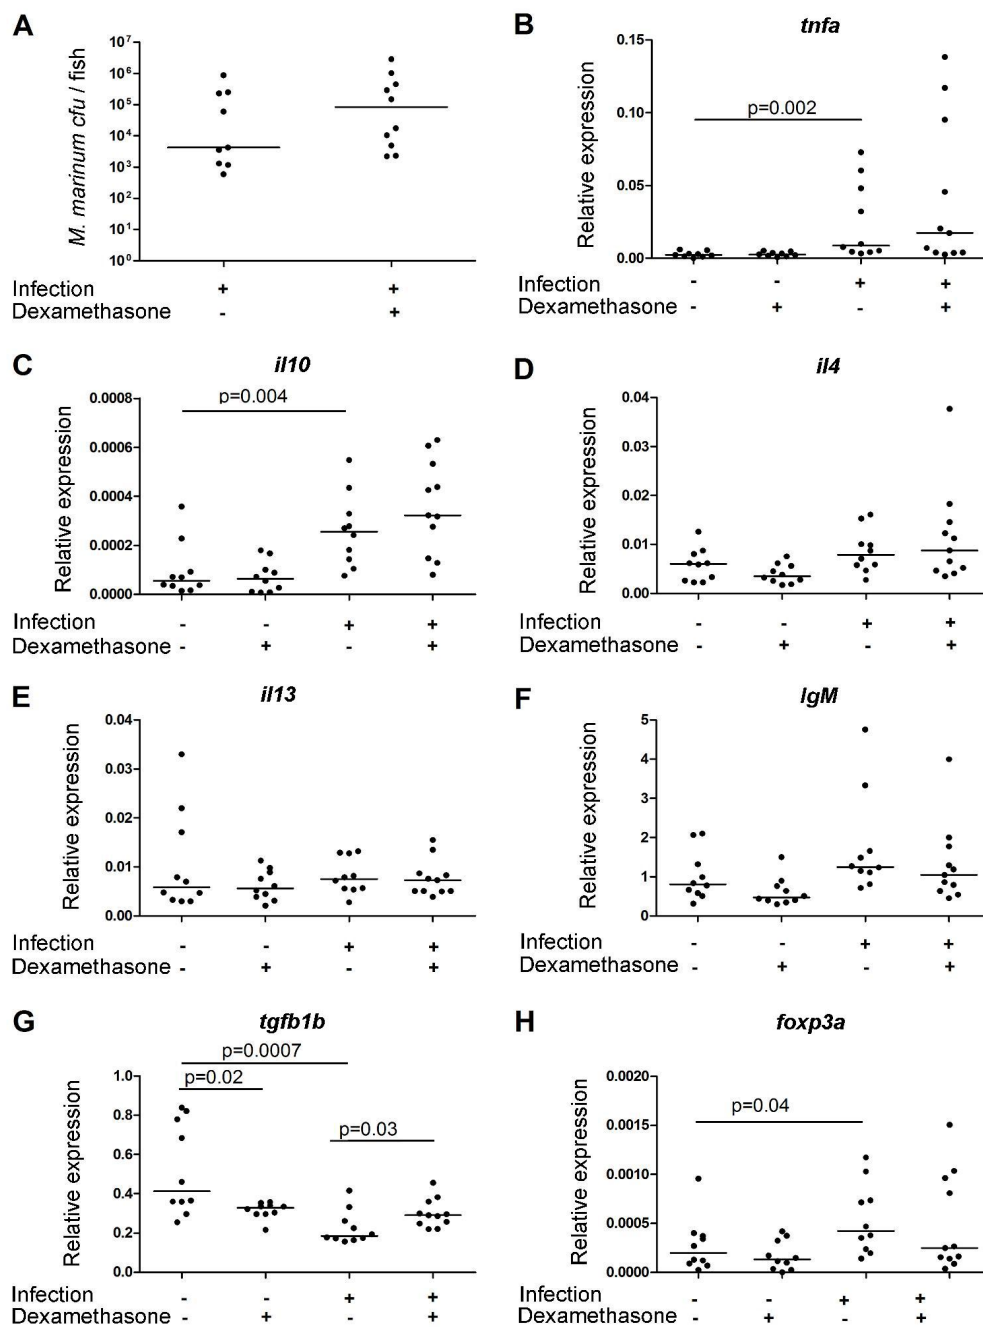 A
M. marinum cfu / fish
10⁷
10⁶
10⁵
10⁴
10³
10²
10¹
10⁰
Infection + +
Dexamethasone - +
B
tnfa
Relative expression
0.15
0.10
0.05
0.00
p=0.002
Infection - - + +
Dexamethasone - + - +
C
il10
Relative expression
0.0008
0.0006
0.0004
0.0002
0.0000
p=0.004
Infection - - + +
Dexamethasone - + - +
D
il4
Relative expression
0.04
0.03
0.02
0.01
0.00
Infection - - + +
Dexamethasone - + - +
E
il13
Relative expression
0.04
0.03
0.02
0.01
0.00
Infection - - + +
Dexamethasone - + - +
F
IgM
Relative expression
5
4
3
2
1
0
Infection - - + +
Dexamethasone - + - +
G
tgfb1b
Relative expression
1.0
0.8
0.6
0.4
0.2
0.0
p=0.0007
p=0.02
p=0.03
Infection - - + +
Dexamethasone - + - +
H
foxp3a
Relative expression
0.0020
0.0015
0.0010
0.0005
0.0000
p=0.04
Infection - - + +
Dexamethasone - + - +